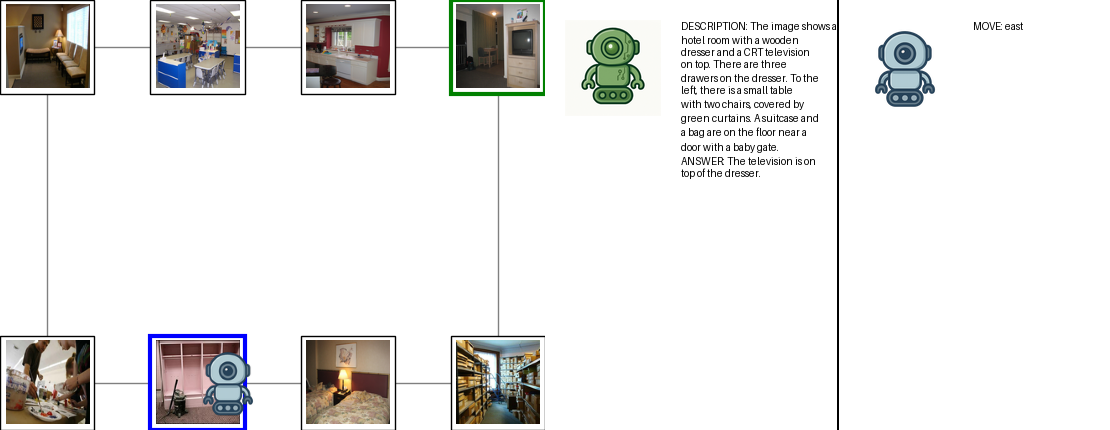 DESCRIPTION: The image shows a
hotel room with a wooden
dresser and a CRT television
on top. There are three
drawers on the dresser. To the
left, there is a small table
with two chairs, covered by
green curtains. A suitcase and
a bag are on the floor near a
door with a baby gate.
ANSWER: The television is on
top of the dresser.
MOVE: east